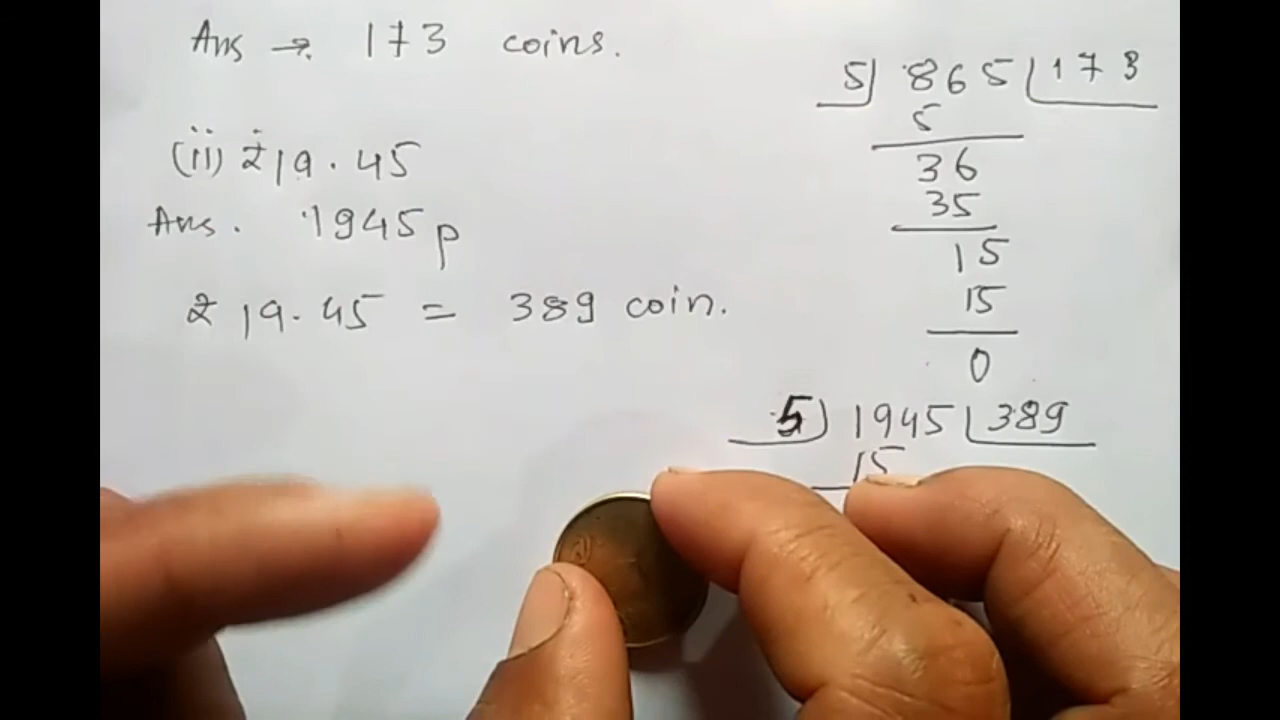 Ans → 173 coins.
(ii) ₹19.45
Ans. 1945p
₹ 19.45 = 389 coin.
5) 865 (173
5
36
35
15
15
0
5) 1945 (389
15